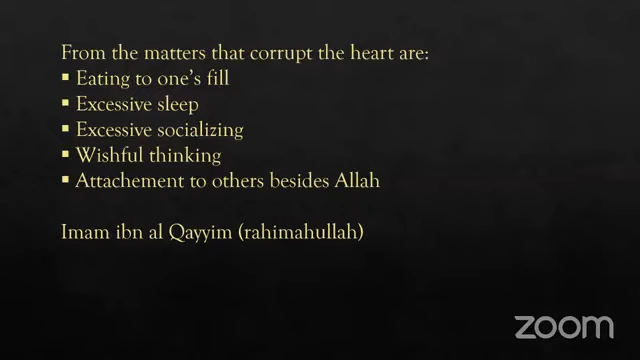 From the matters that corrupt the heart are:
▪ Eating to one's fill
▪ Excessive sleep
▪ Excessive socializing
▪ Wishful thinking
▪ Attachement to others besides Allah
Imam ibn al Qayyim (rahimahullah)
zoom